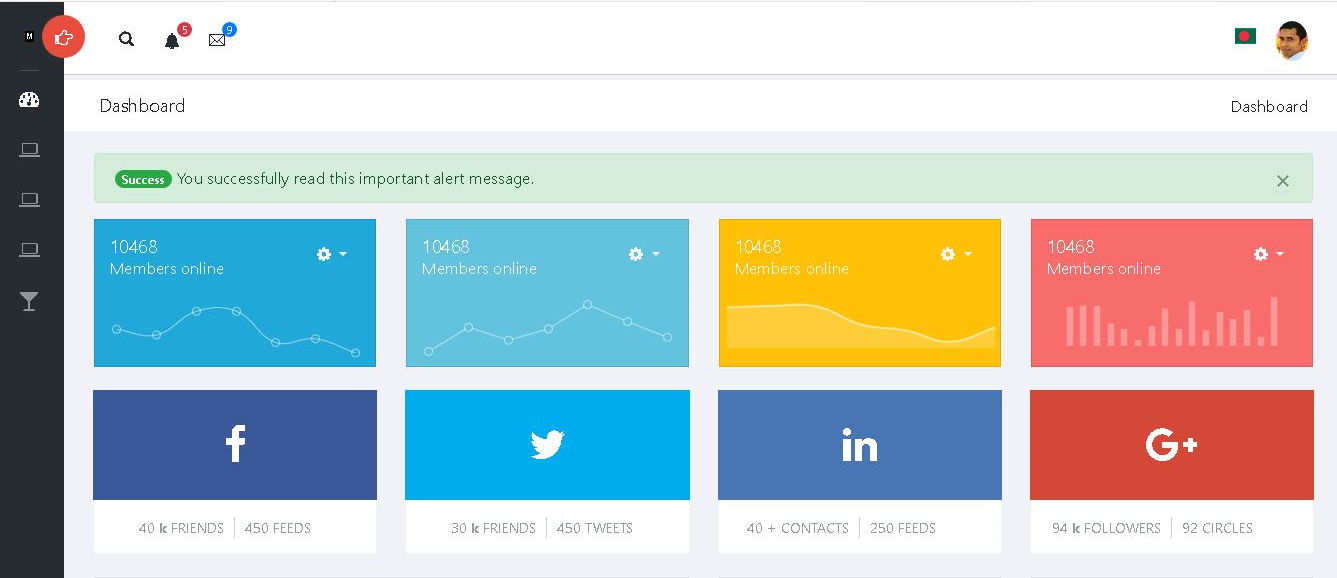 M
5
9
Dashboard
Dashboard
Success You successfully read this important alert message.
×
10468
Members online
10468
Members online
10468
Members online
10468
Members online
f
in
G+
40 k FRIENDS
450 FEEDS
30 k FRIENDS
450 TWEETS
40 + CONTACTS
250 FEEDS
94 k FOLLOWERS
92 CIRCLES